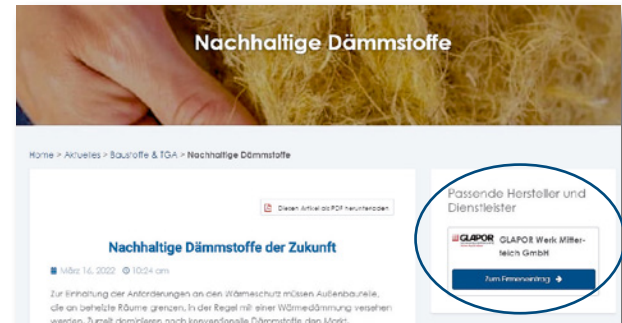 Nachhaltige Dämmstoffe
Home > Aktuelles > Baustoffe & TGA > Nachhaltige Dämmstoffe
Diesen Artikel als PDF herunterladen
Nachhaltige Dämmstoffe der Zukunft
März 16, 2022 10:24 am
Zur Einhaltung der Anforderungen an den Wärmeschutz müssen Außenbauteile,
die an beheizte Räume grenzen, in der Regel mit einer Wärmedämmung versehen
werden. Zurzeit dominieren noch konventionelle Dämmstoffe den Markt.
Passende Hersteller und
Dienstleister
GLAPOR GLAPOR Werk Mitter-
teich GmbH
Zum Firmeneintrag →